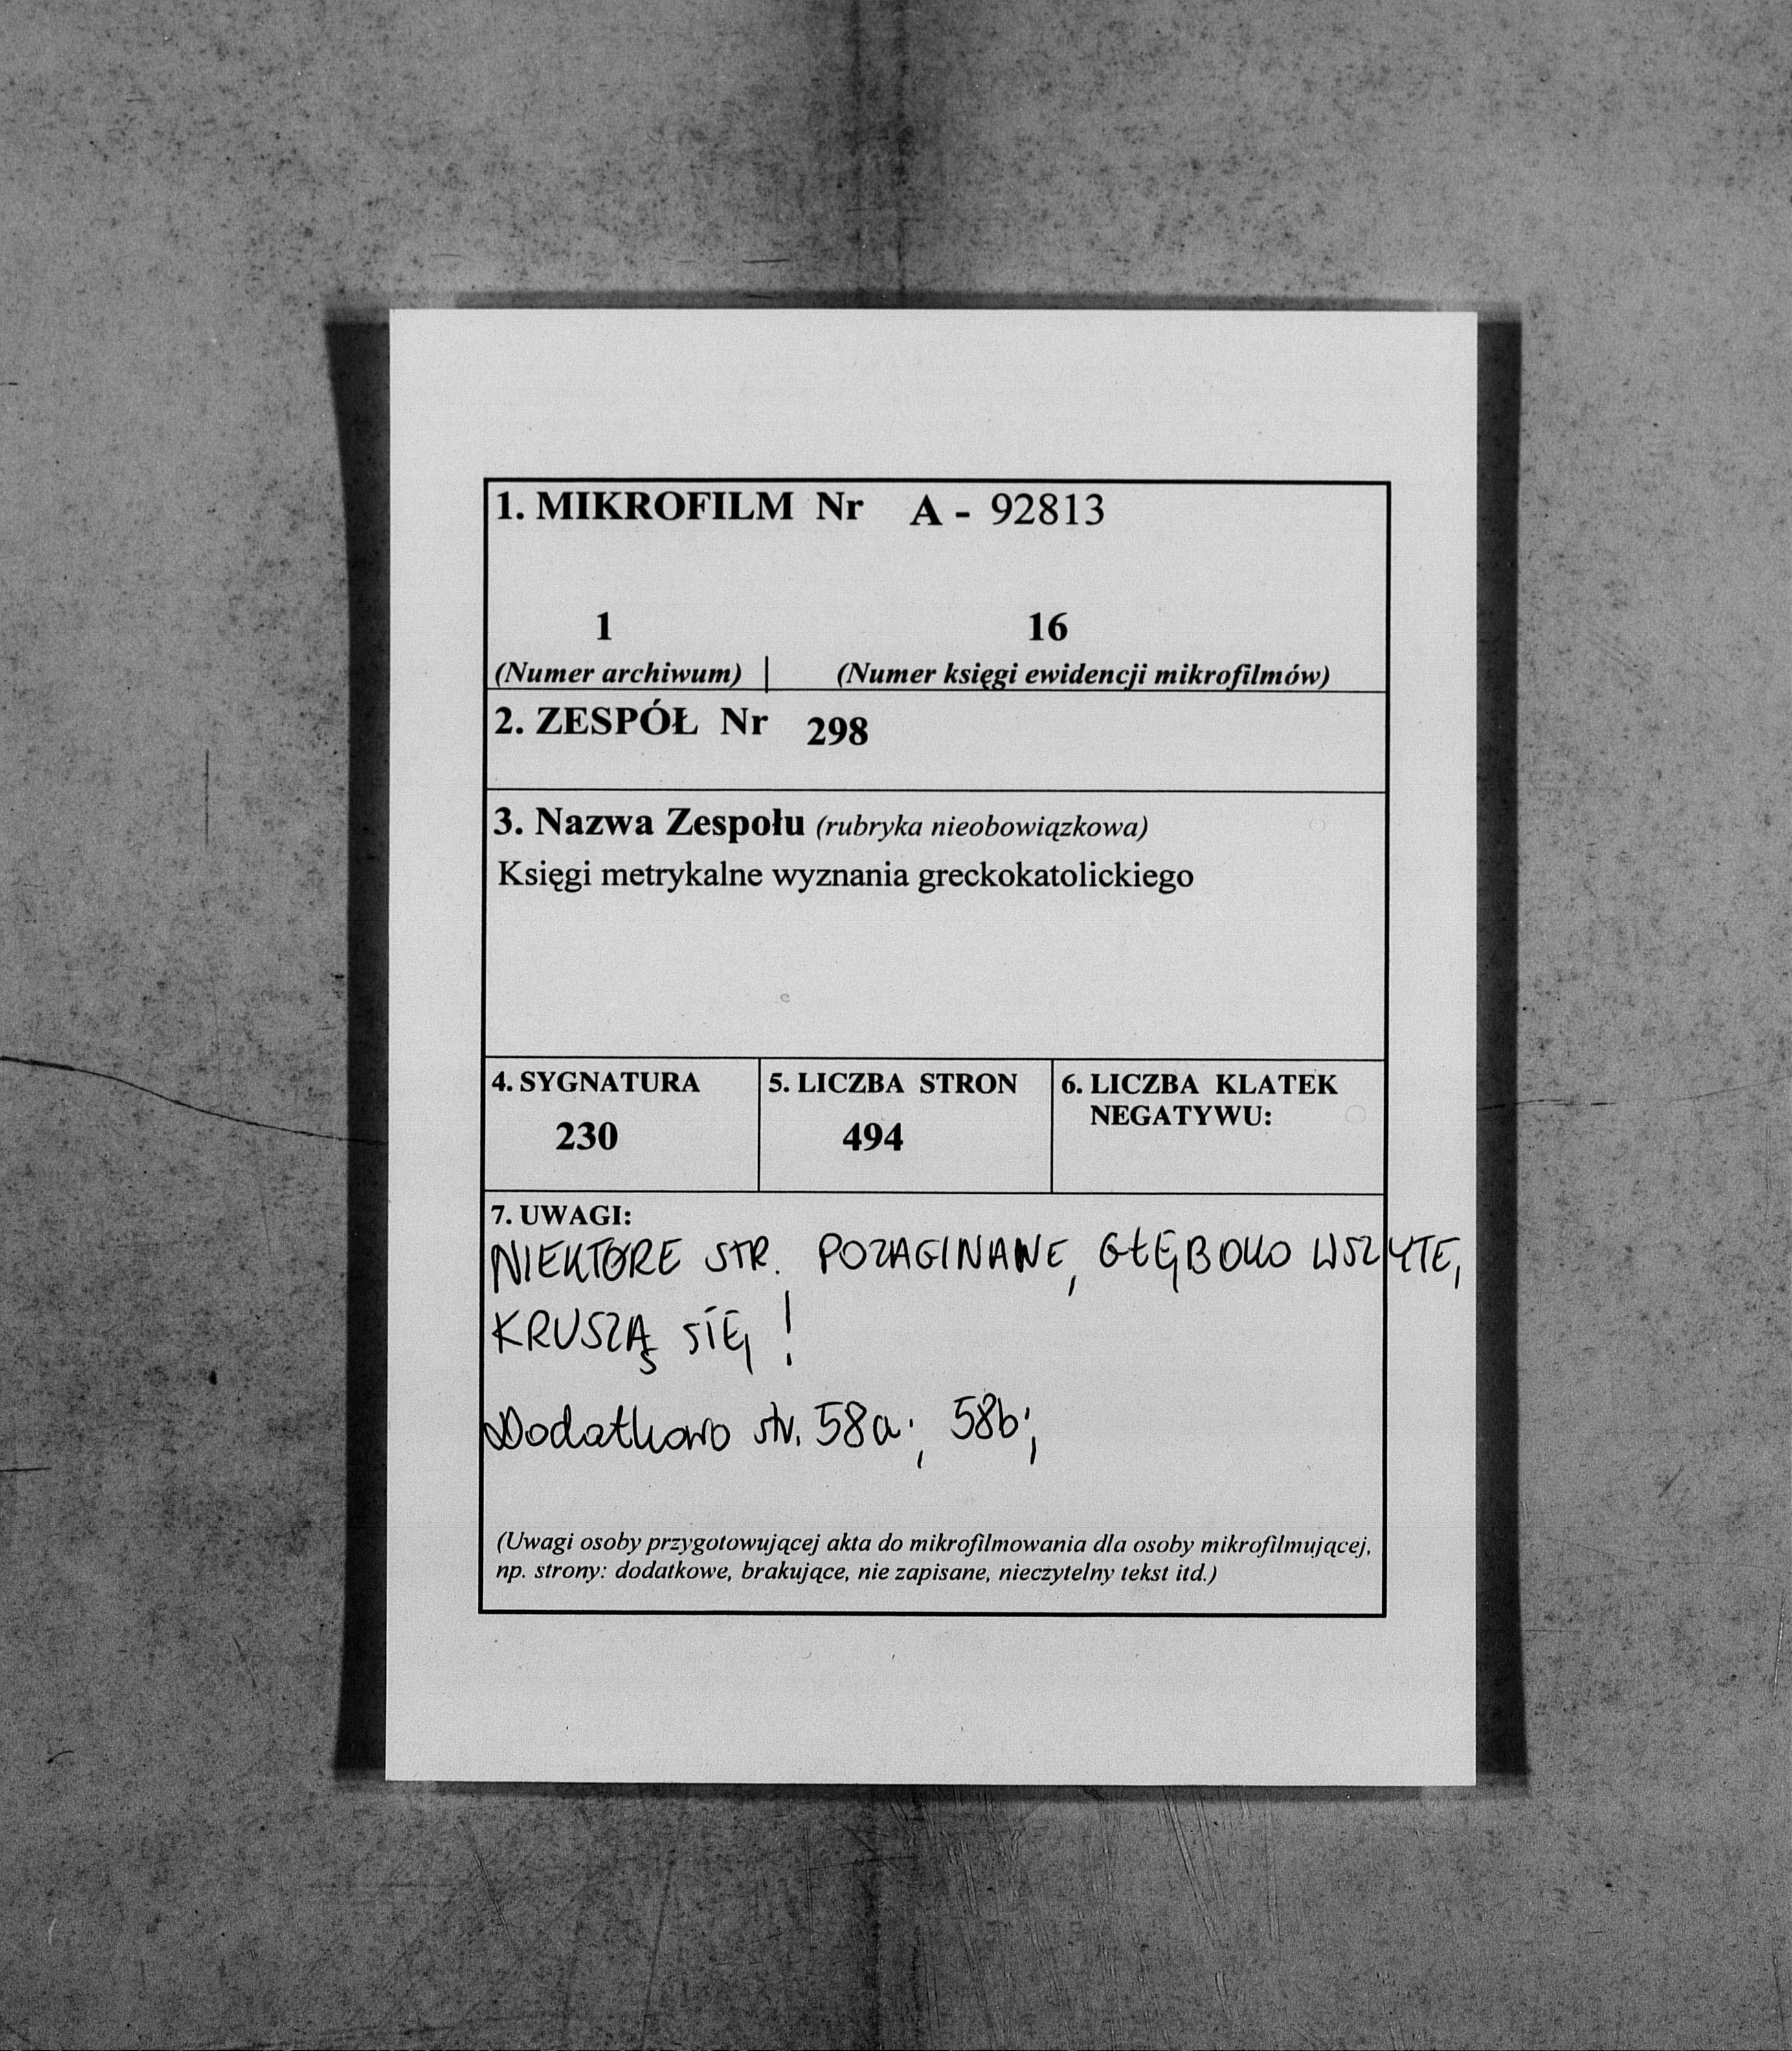 1. MIKROFILM Nr A - 92813
1 16
(Numer archiwum) | (Numer księgi ewidencji mikrofilmów)
2. ZESPÓŁ Nr 298
3. Nazwa Zespołu (rubryka nieobowiązkowa)
Księgi metrykalne wyznania greckokatolickiego
4. SYGNATURA
230
5. LICZBA STRON
494
6. LICZBA KLATEK
NEGATYWU:
7. UWAGI:
NIEKTÓRE STR. POZAGINANE, GŁĘBOKO WSZYTE,
KRUSZĄ SIĘ!
Dodatkowo str. 58a; 58b;
(Uwagi osoby przygotowującej akta do mikrofilmowania dla osoby mikrofilmującej,
np. strony: dodatkowe, brakujące, nie zapisane, nieczytelny tekst itd.)